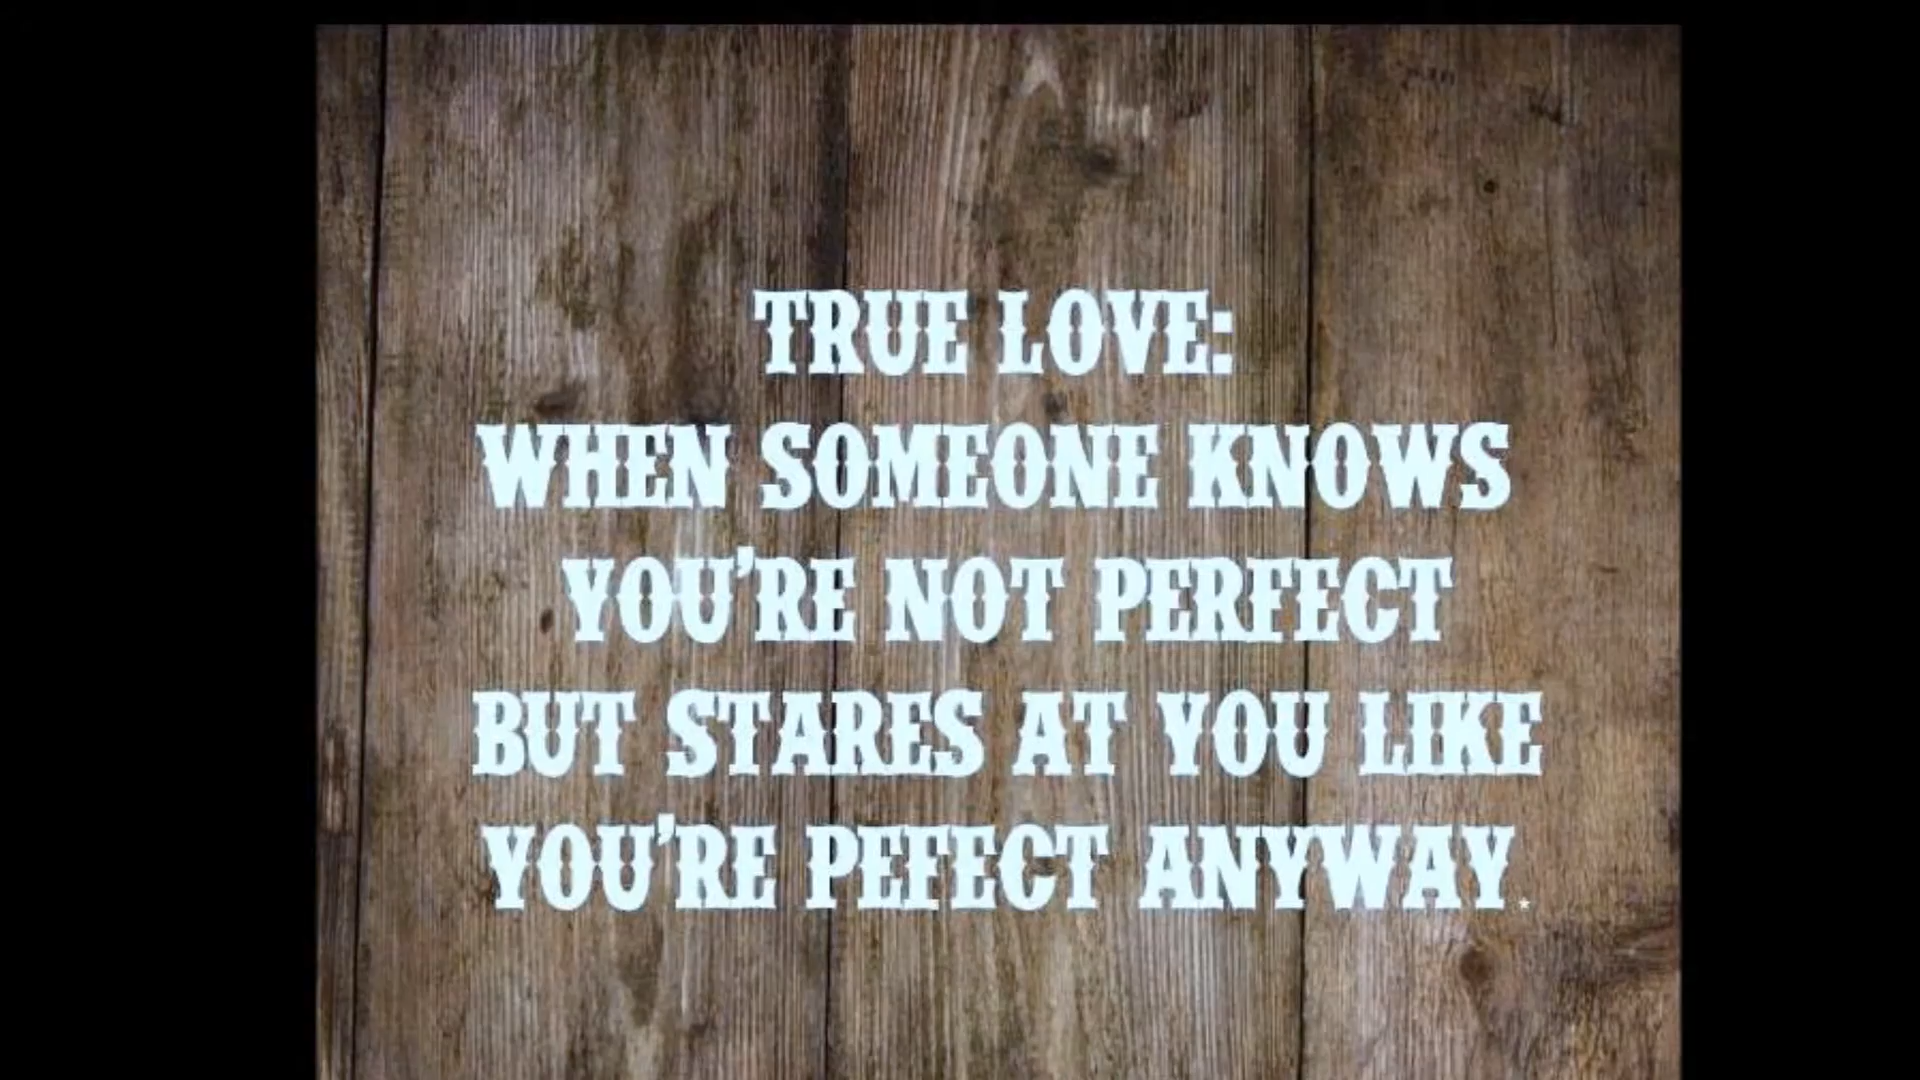 TRUE LOVE:
WHEN SOMEONE KNOWS
YOU'RE NOT PERFECT
BUT STARES AT YOU LIKE
YOU'RE PEFECT ANYWAY.